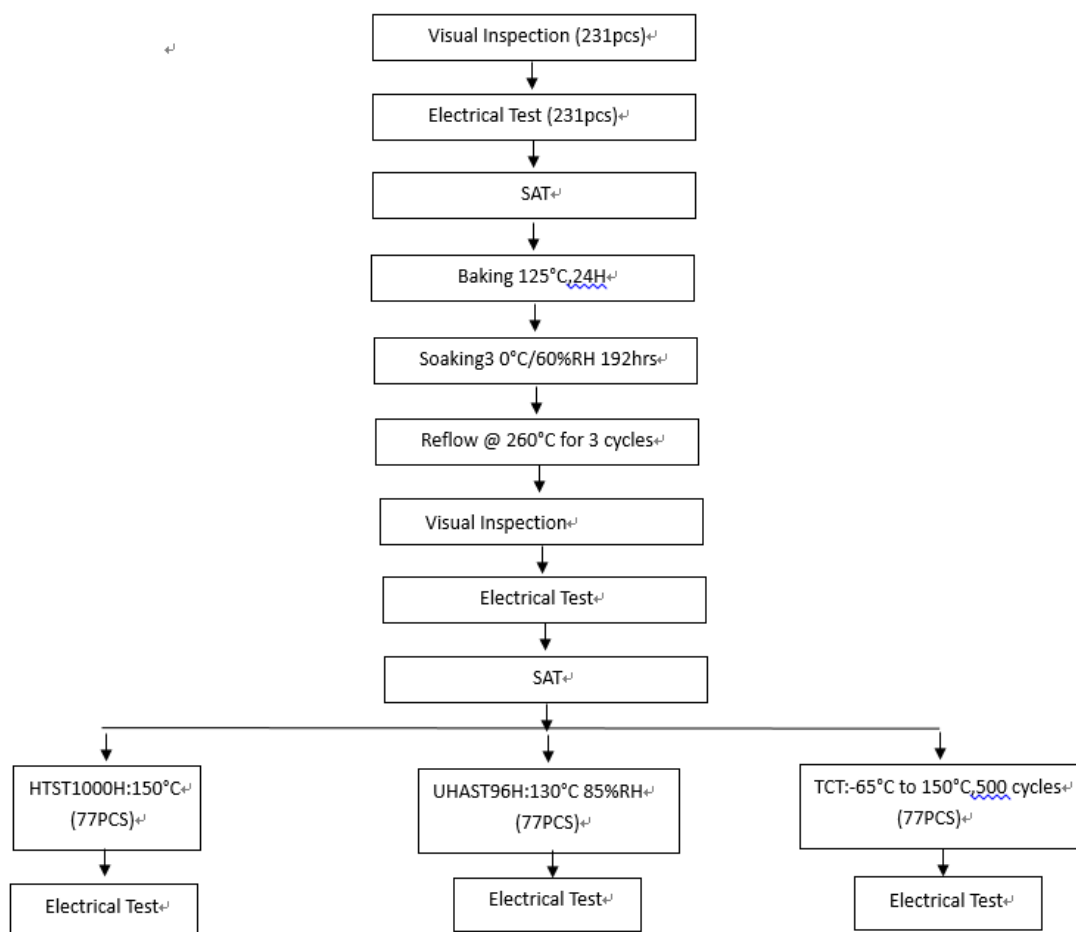 Visual Inspection (231pcs)↵
↵
Electrical Test (231pcs)↵
SAT↵
Baking 125°C,24H↵
Soaking3 0°C/60%RH 192hrs↵
Reflow @ 260°C for 3 cycles↵
Visual Inspection↵
Electrical Test↵
SAT↵
HTST1000H:150°C↵
(77PCS)↵
UHAST96H:130°C 85%RH↵
(77PCS)↵
TCT:-65°C to 150°C,500 cycles↵
(77PCS)↵
Electrical Test↵
Electrical Test↵
Electrical Test↵